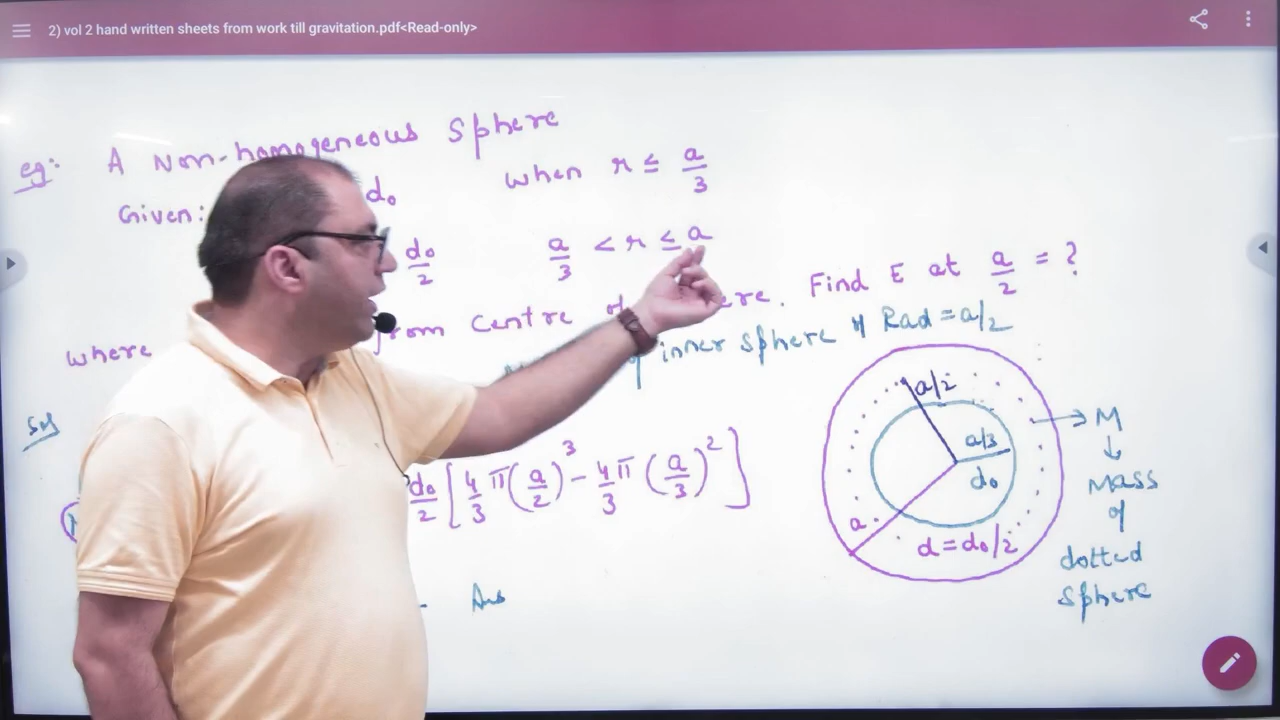 2) vol 2 hand written sheets from work till gravitation.pdf<Read-only>
eg:- A Non-homogeneous Sphere
Given: d₀ when r ≤ a/3
d₀/2 a/3 < r ≤ a
where from Centre Find E at a/2 = ?
inner sphere of Rad = a/2
Sol
d₀/2 [4/3 π(a/2)³ - 4/3 π (a/3)²]
Ans
a/2
a/3
d₀
a
d = d₀/2
M
Mass
of
dotted
Sphere